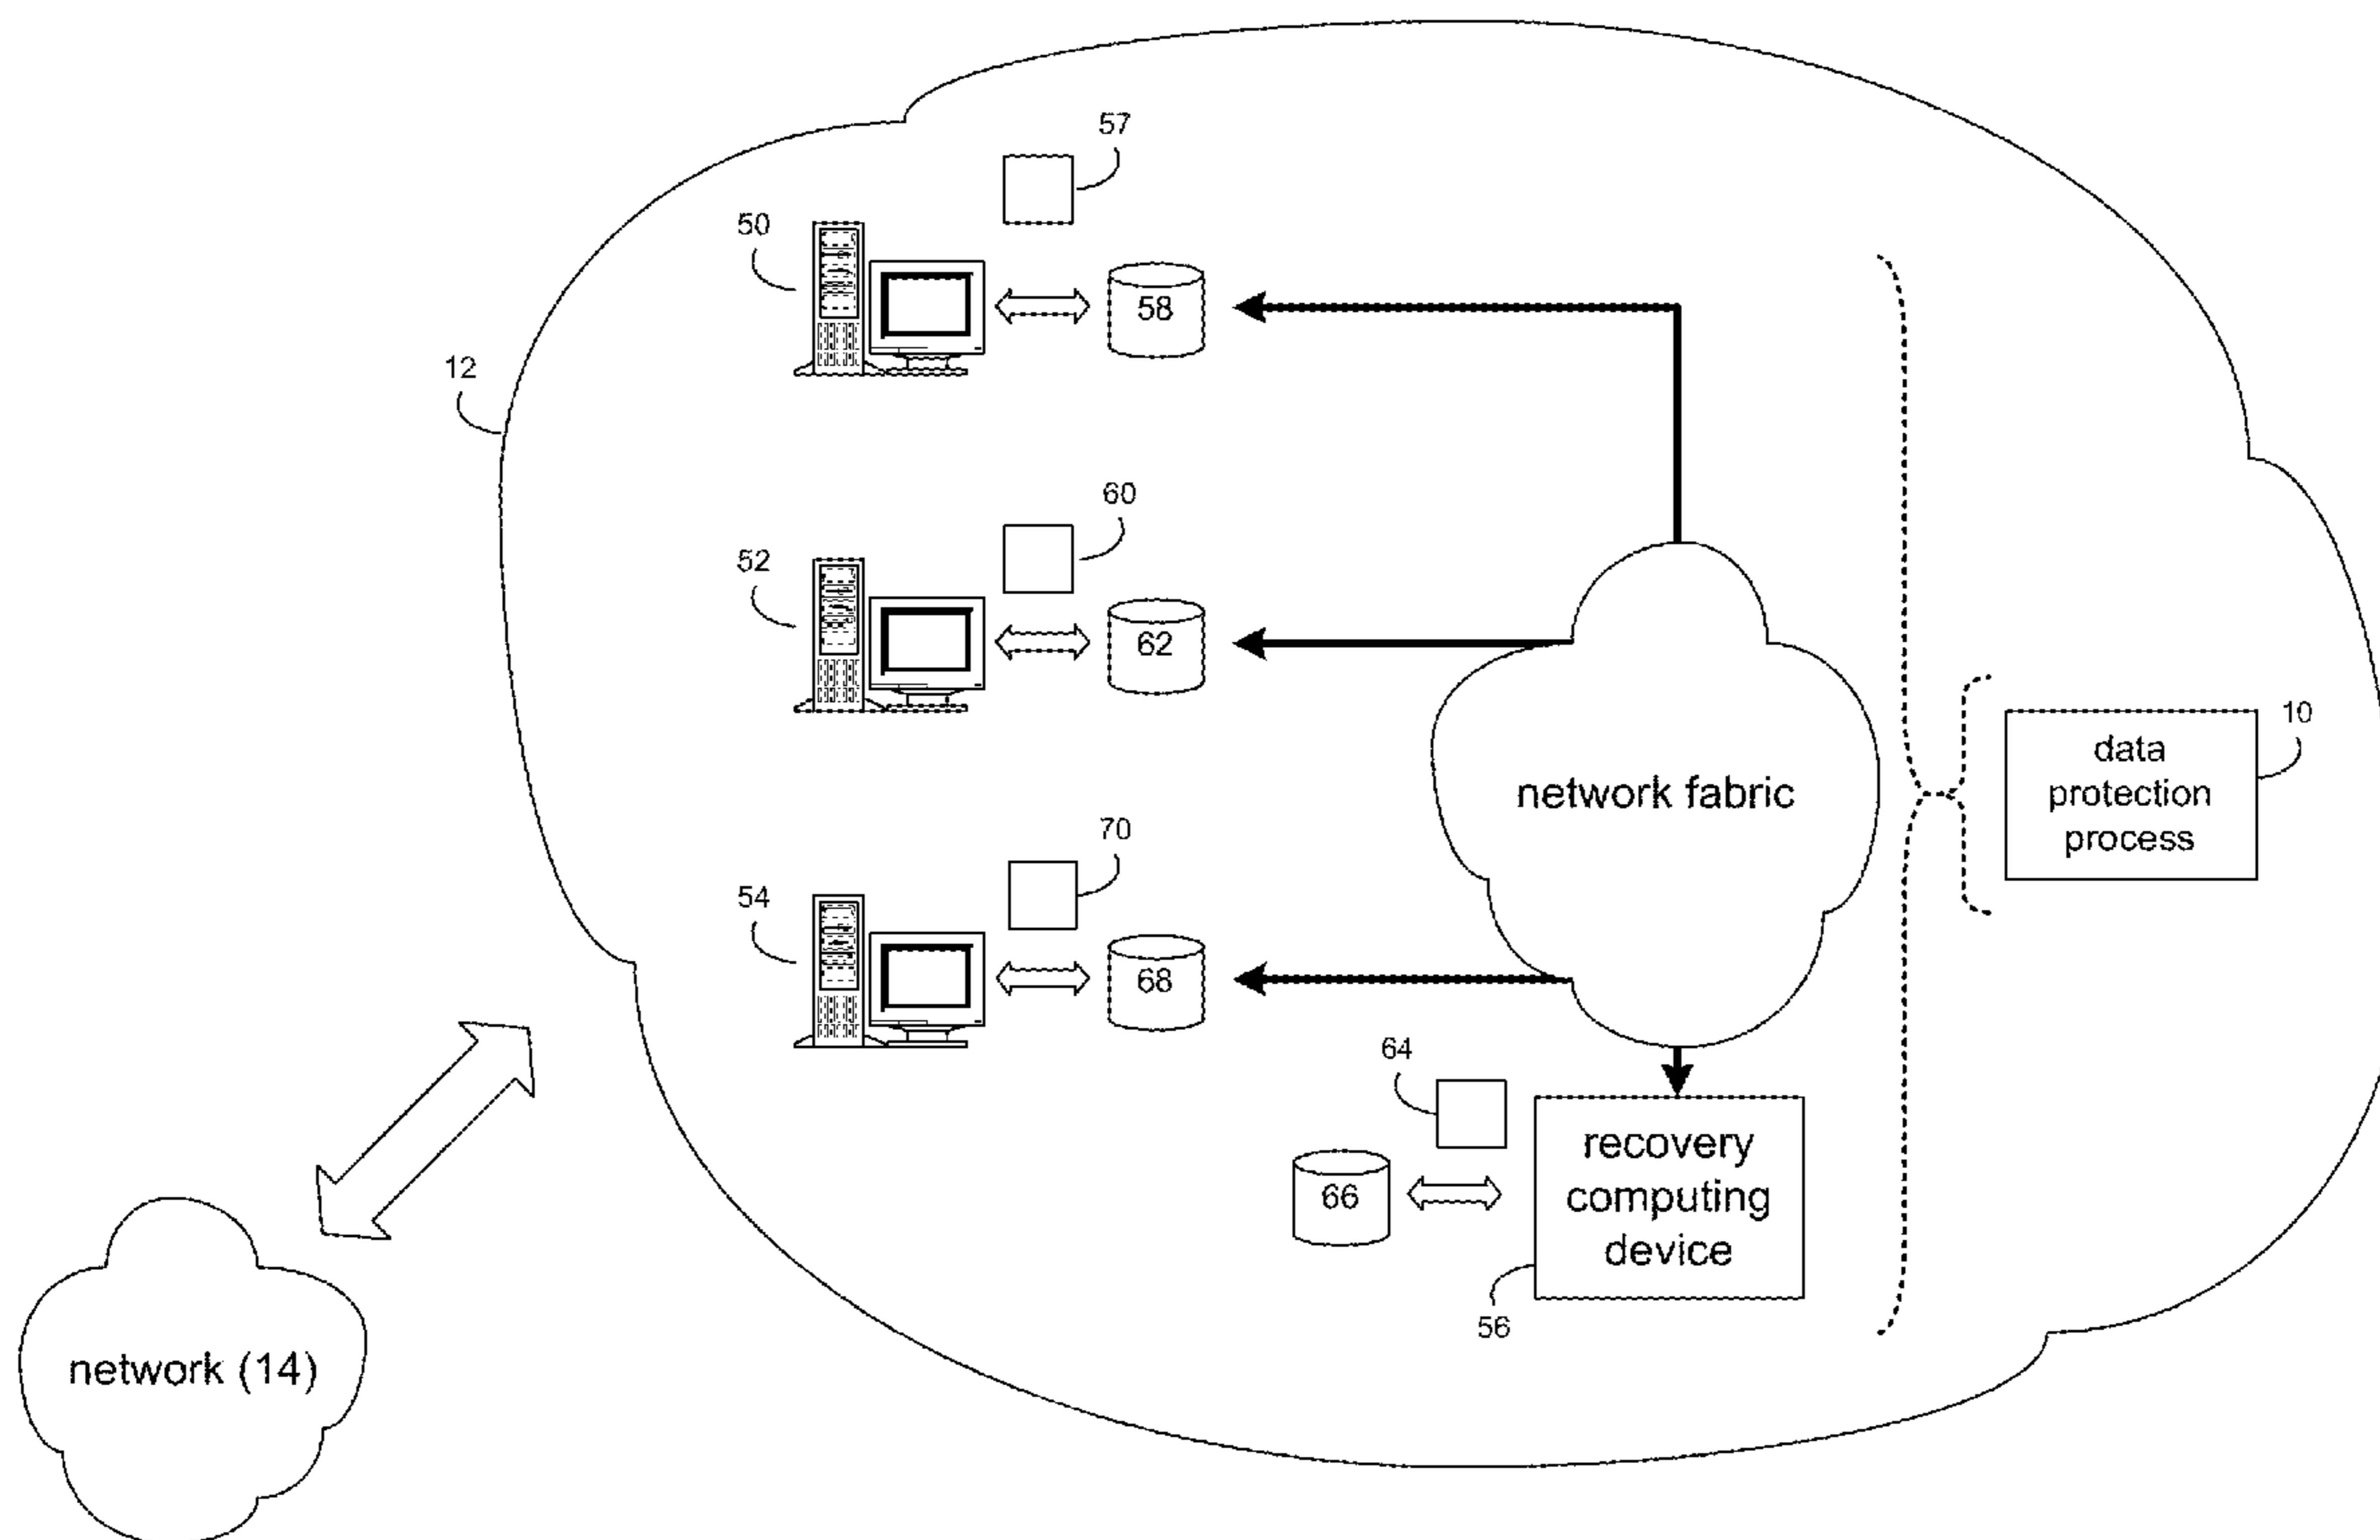 57
50
58
12
60
52
62
network fabric
10
data
protection
process
70
54
68
64
recovery
computing
device
66
56
network (14)